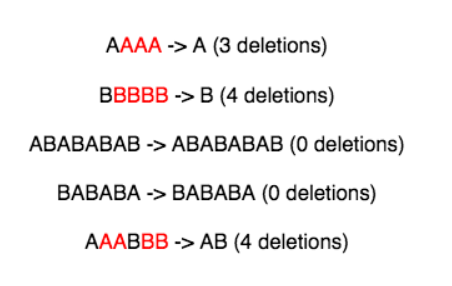 AAAA -> A (3 deletions)
BBBBB -> B (4 deletions)
ABABABAB -> ABABABAB (0 deletions)
BABABA -> BABABA (0 deletions)
AAABBB -> AB (4 deletions)